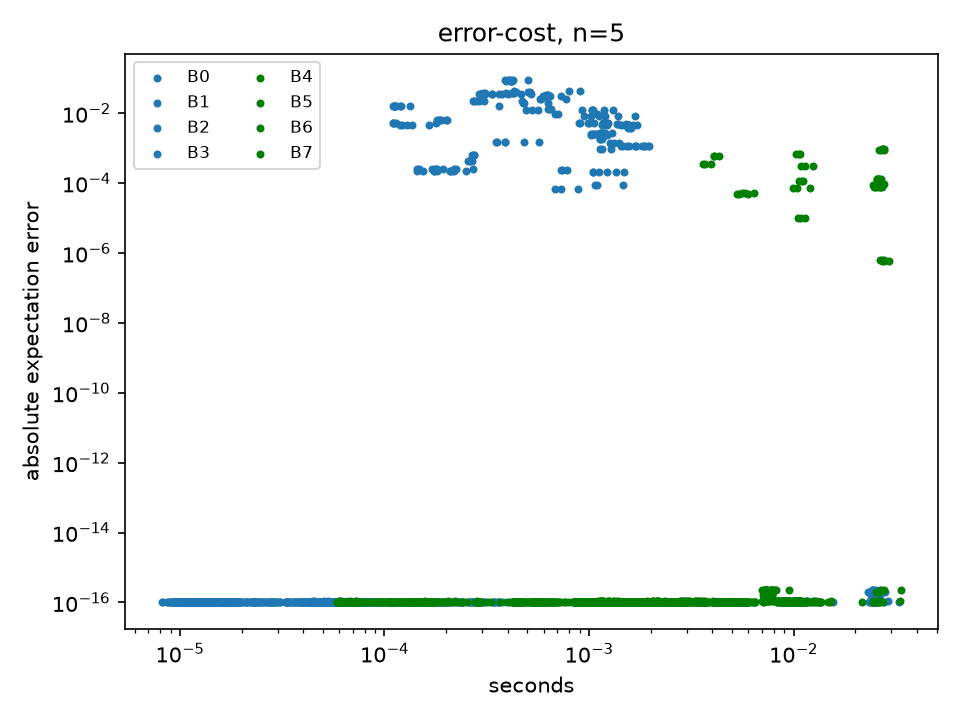 error-cost, n=5
B0 B4
B1 B5
B2 B6
B3 B7
absolute expectation error
10⁻²
10⁻⁴
10⁻⁶
10⁻⁸
10⁻¹⁰
10⁻¹²
10⁻¹⁴
10⁻¹⁶
10⁻⁵ 10⁻⁴ 10⁻³ 10⁻²
seconds